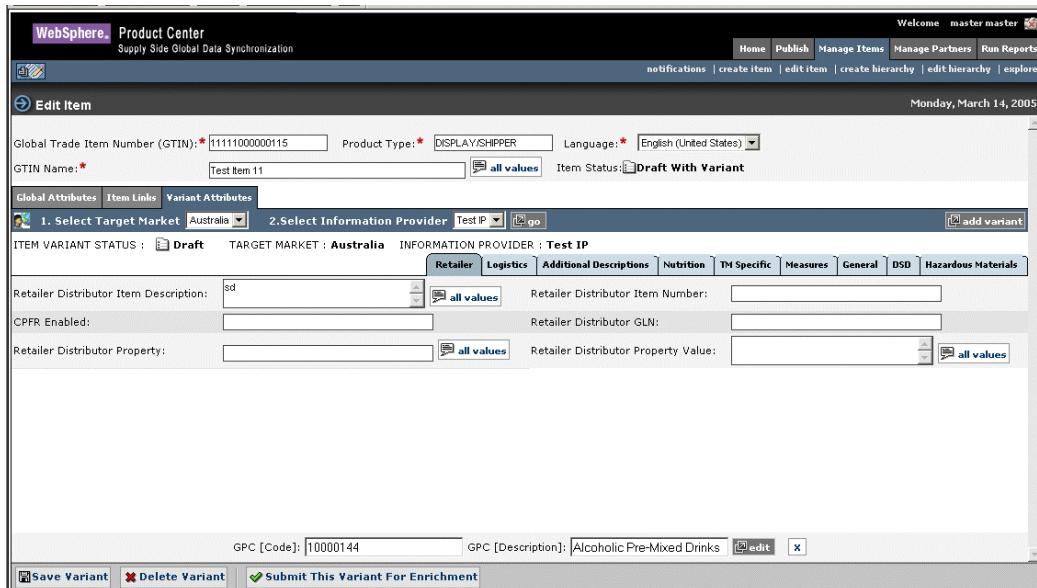 WebSphere. Product Center
Supply Side Global Data Synchronization
Welcome master master
Home Publish Manage Items Manage Partners Run Reports
notifications | create item | edit item | create hierarchy | edit hierarchy | explore
Edit Item Monday, March 14, 2005
Global Trade Item Number (GTIN):* 11111000000115 Product Type:* DISPLAY/SHIPPER Language:* English (United States)
GTIN Name:* Test Item 11 all values Item Status: Draft With Variant
Global Attributes Item Links Variant Attributes
1. Select Target Market Australia 2.Select Information Provider Test IP go add variant
ITEM VARIANT STATUS : Draft TARGET MARKET : Australia INFORMATION PROVIDER : Test IP
Retailer Logistics Additional Descriptions Nutrition TM Specific Measures General DSD Hazardous Materials
Retailer Distributor Item Description: sd all values Retailer Distributor Item Number:
CPFR Enabled: Retailer Distributor GLN:
Retailer Distributor Property: all values Retailer Distributor Property Value: all values
GPC [Code]: 10000144 GPC [Description]: Alcoholic Pre-Mixed Drinks edit x
Save Variant Delete Variant Submit This Variant For Enrichment